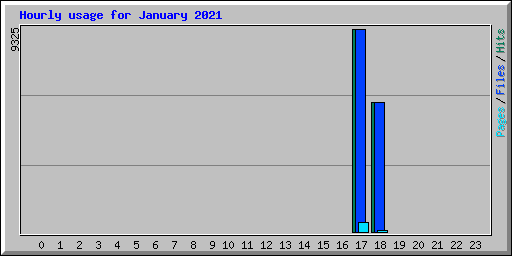 Hourly usage for January 2021
9325
Pages/Files/Hits
0 1 2 3 4 5 6 7 8 9 10 11 12 13 14 15 16 17 18 19 20 21 22 23